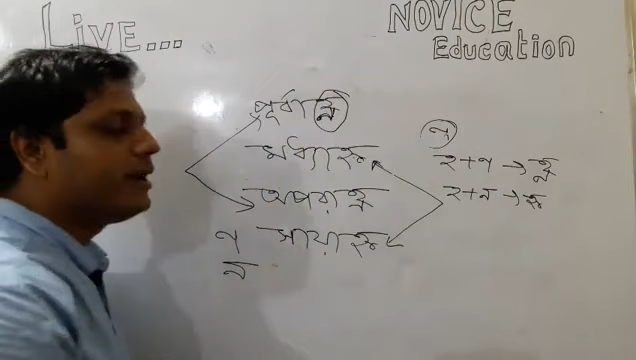 LIVE...
NOVICE
Education
পূর্বাহ্ণ
মধ্যাহ্ন
অপরাহ্ণ
ণ সায়াহ্ন
ন
হ+ণ → হ্ণ
হ+ন → হ্ন